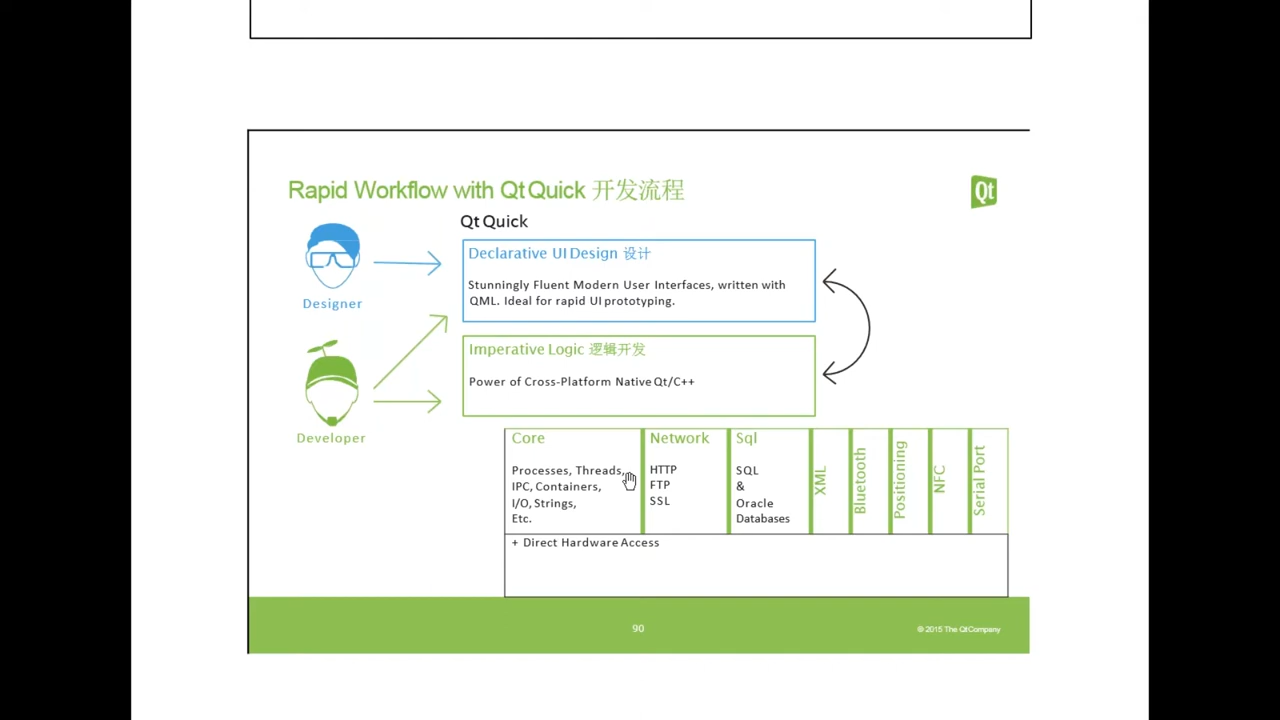 Rapid Workflow with Qt Quick 开发流程
Qt
Qt Quick
Declarative UI Design 设计
Stunningly Fluent Modern User Interfaces, written with
QML. Ideal for rapid UI prototyping.
Designer
Imperative Logic 逻辑开发
Power of Cross-Platform Native Qt/C++
Developer
Core
Processes, Threads,
IPC, Containers,
I/O, Strings,
Etc.
Network
HTTP
FTP
SSL
Sql
SQL
&
Oracle
Databases
XML
Bluetooth
Positioning
NFC
Serial Port
+ Direct Hardware Access
90
© 2015 The Qt Company